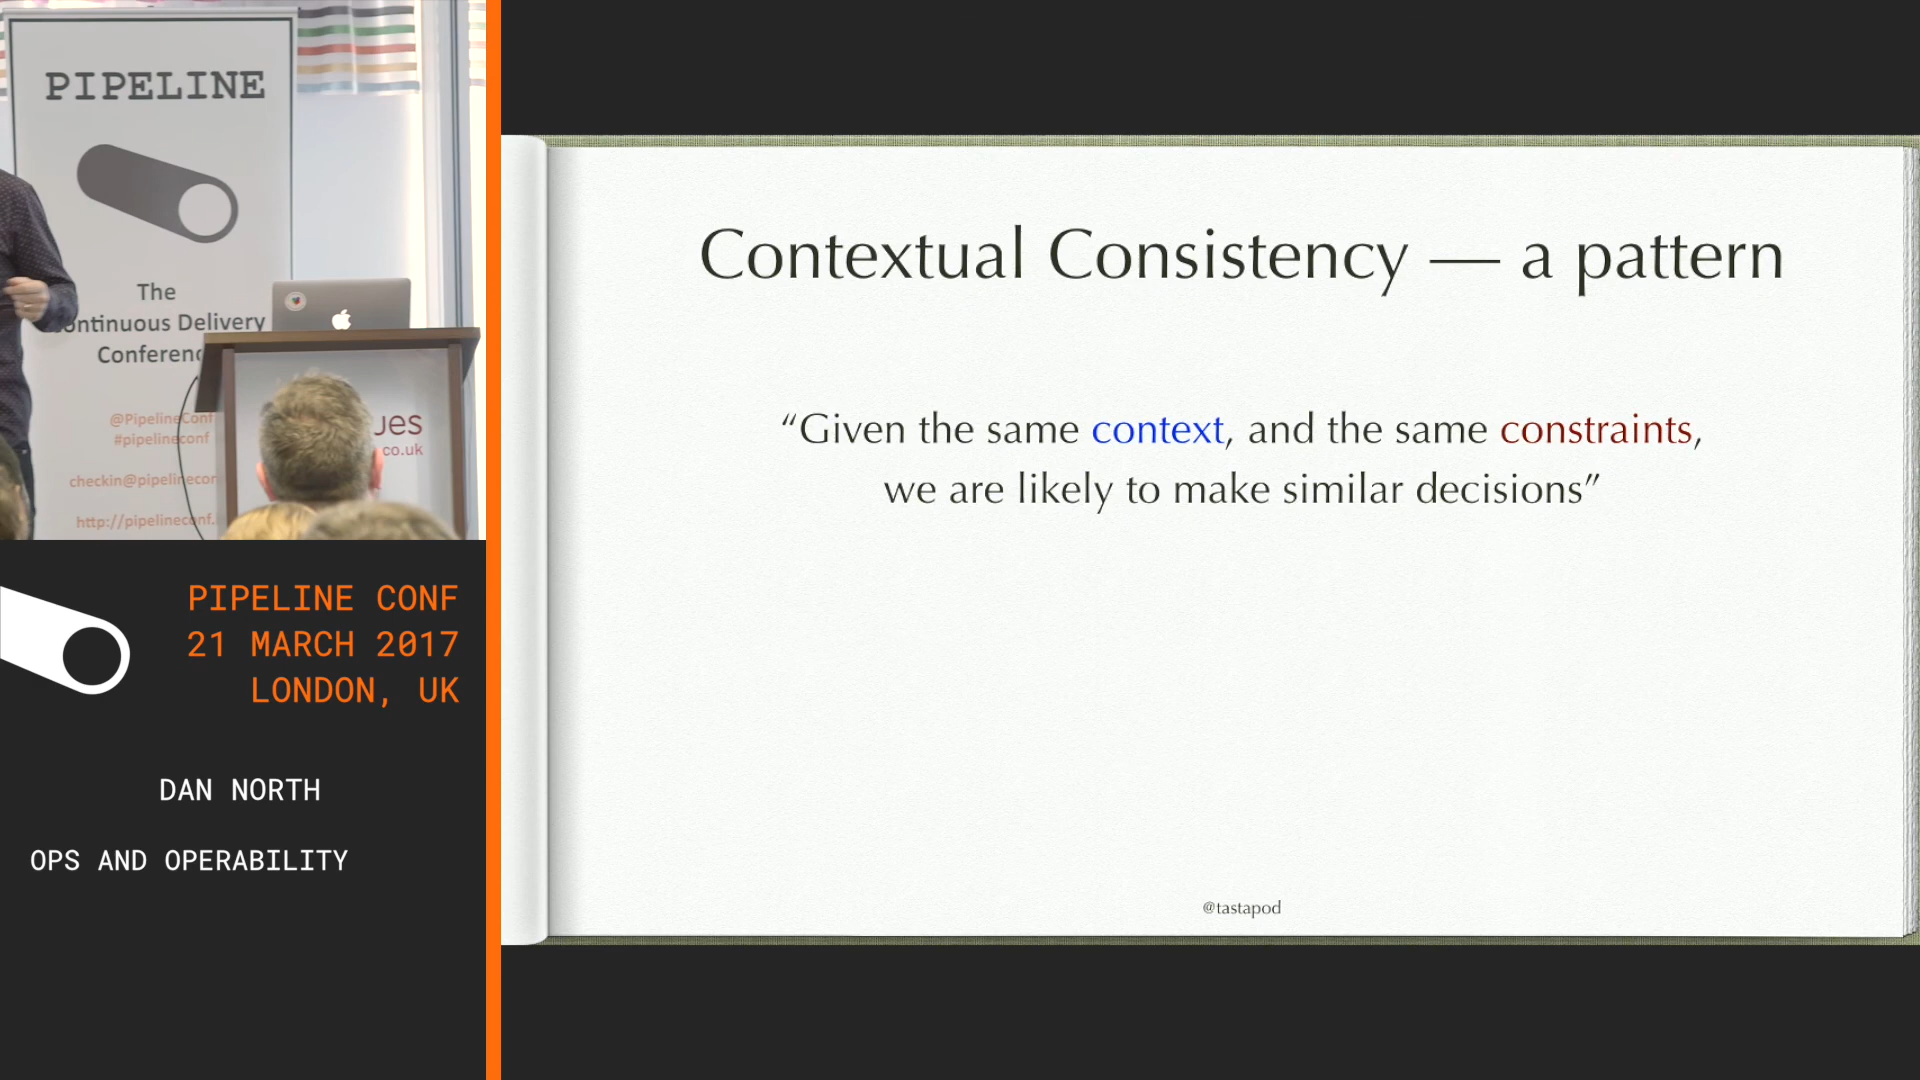 PIPELINE
The
ontinuous Delivery
Conferenc
@PipelineConf
#pipelineconf
checkin@pipelinecon
http://pipelineconf.
ues
co.uk
PIPELINE CONF
21 MARCH 2017
LONDON, UK
DAN NORTH
OPS AND OPERABILITY
Contextual Consistency — a pattern
“Given the same context, and the same constraints,
we are likely to make similar decisions”
@tastapod